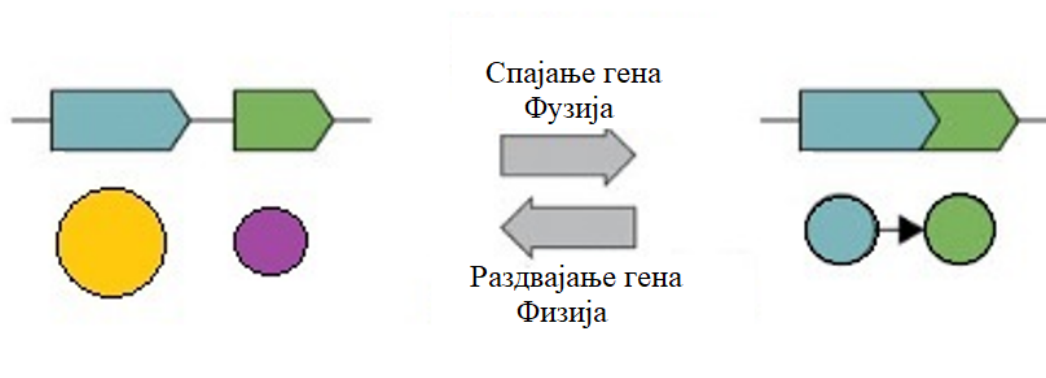 Спајање гена
Фузија
Раздвајање гена
Физија